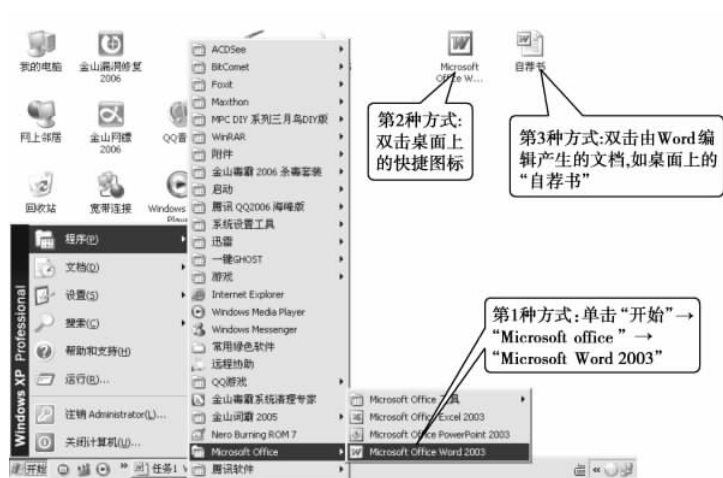 我的电脑
金山漏洞修复
2006
Microsoft
Office W...
自荐书
网上邻居
金山网镖
2006
回收站
宽带连接
第2种方式:
双击桌面上
的快捷图标
第3种方式:双击由Word编
辑产生的文档,如桌面上的
“自荐书”
ACDSee
BitComet
Foxit
Maxthon
MPC DIY 系列三月鸟DIY版
WinRAR
附件
金山毒霸 2006 杀毒套装
启动
腾讯 QQ2006 海峰版
系统设置工具
迅雷
一键GHOST
游戏
Internet Explorer
Windows Media Player
Windows Messenger
常用绿色软件
远程协助
QQ游戏
金山毒霸系统清理专家
金山词霸 2005
Nero Burning ROM 7
Microsoft Office
腾讯软件
程序(P)
文档(D)
设置(S)
搜索(C)
帮助和支持(H)
运行(R)...
注销 Administrator(L)...
关闭计算机(U)...
Windows XP Professional
第1种方式:单击“开始”→
“Microsoft office ” →
“Microsoft Word 2003”
Microsoft Office 工具
Microsoft Office Excel 2003
Microsoft Office PowerPoint 2003
Microsoft Office Word 2003
开始
任务1